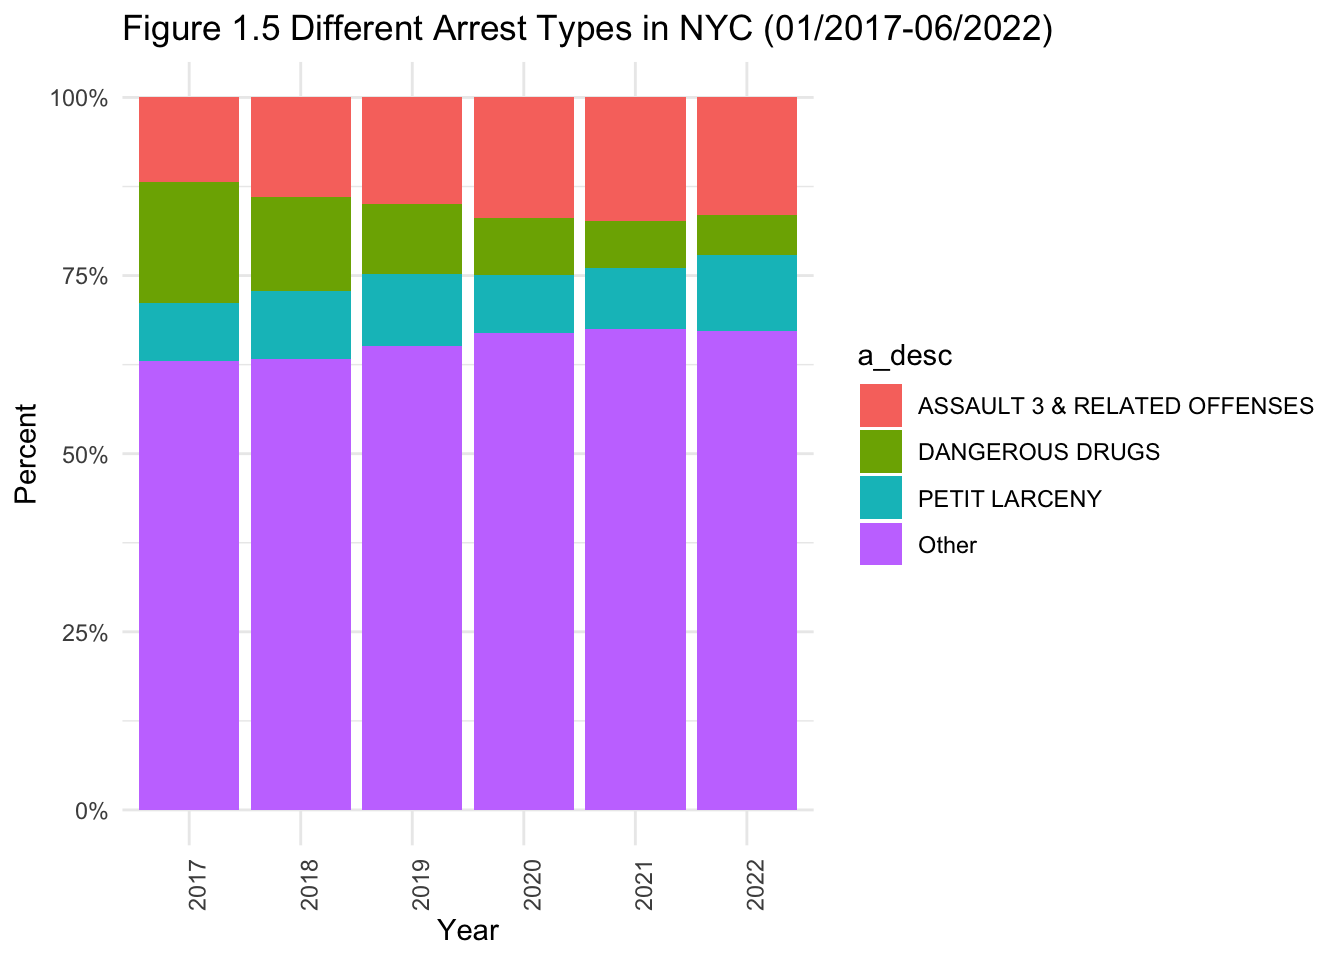 Figure 1.5 Different Arrest Types in NYC (01/2017-06/2022)
100%
75%
50%
25%
0%
Percent
2017
2018
2019
2020
2021
2022
Year
a_desc
ASSAULT 3 & RELATED OFFENSES
DANGEROUS DRUGS
PETIT LARCENY
Other